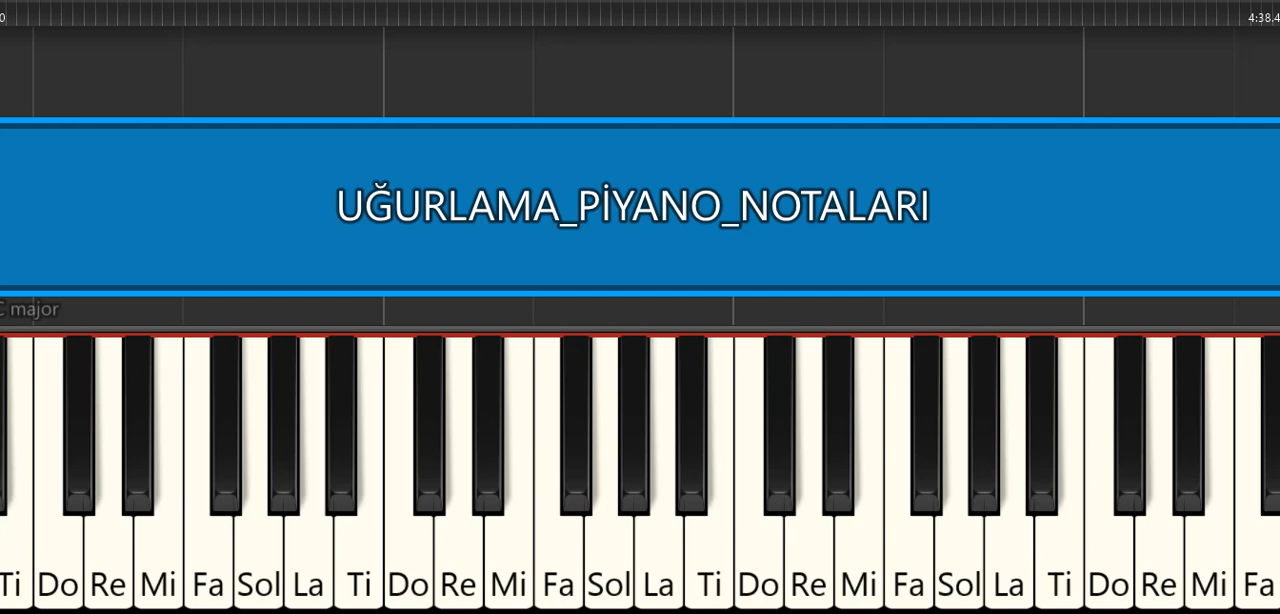 0
4:38.4
UĞURLAMA_PİYANO_NOTALARI
C major
Ti Do Re Mi Fa Sol La Ti Do Re Mi Fa Sol La Ti Do Re Mi Fa Sol La Ti Do Re Mi Fa